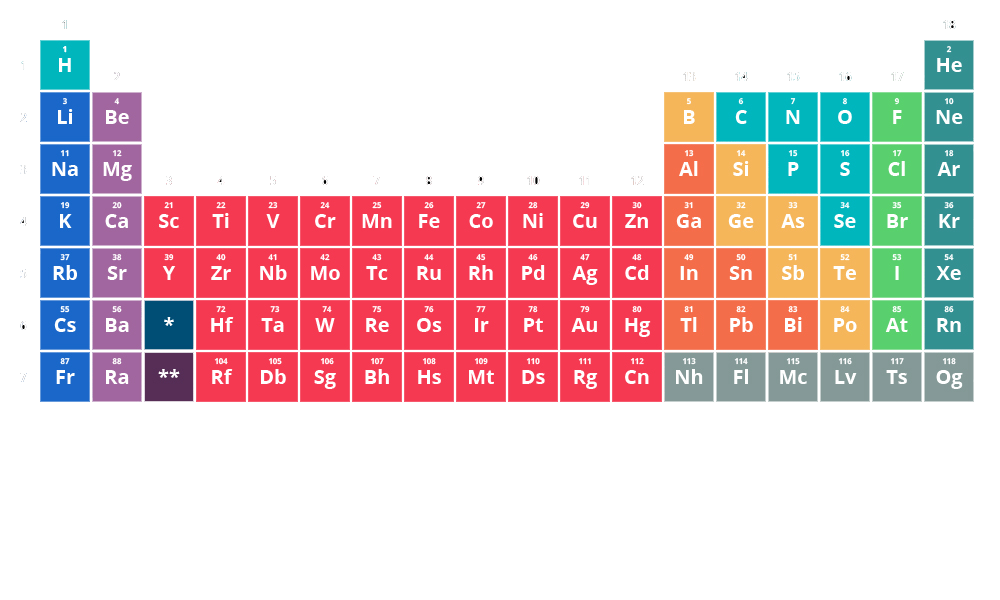 1 18
1 H 2 He
2 13 14 15 16 17
3 Li 4 Be 5 B 6 C 7 N 8 O 9 F 10 Ne
11 Na 12 Mg 13 Al 14 Si 15 P 16 S 17 Cl 18 Ar
3 4 5 6 7 8 9 10 11 12
19 K 20 Ca 21 Sc 22 Ti 23 V 24 Cr 25 Mn 26 Fe 27 Co 28 Ni 29 Cu 30 Zn 31 Ga 32 Ge 33 As 34 Se 35 Br 36 Kr
37 Rb 38 Sr 39 Y 40 Zr 41 Nb 42 Mo 43 Tc 44 Ru 45 Rh 46 Pd 47 Ag 48 Cd 49 In 50 Sn 51 Sb 52 Te 53 I 54 Xe
55 Cs 56 Ba * 72 Hf 73 Ta 74 W 75 Re 76 Os 77 Ir 78 Pt 79 Au 80 Hg 81 Tl 82 Pb 83 Bi 84 Po 85 At 86 Rn
87 Fr 88 Ra ** 104 Rf 105 Db 106 Sg 107 Bh 108 Hs 109 Mt 110 Ds 111 Rg 112 Cn 113 Nh 114 Fl 115 Mc 116 Lv 117 Ts 118 Og